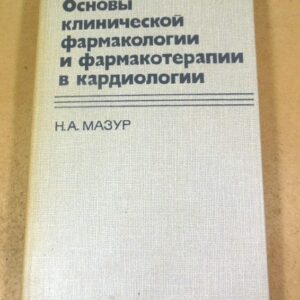 Основы
клинической
фармакологии
и фармакотерапии
в кардиологии
Н.А. МАЗУР